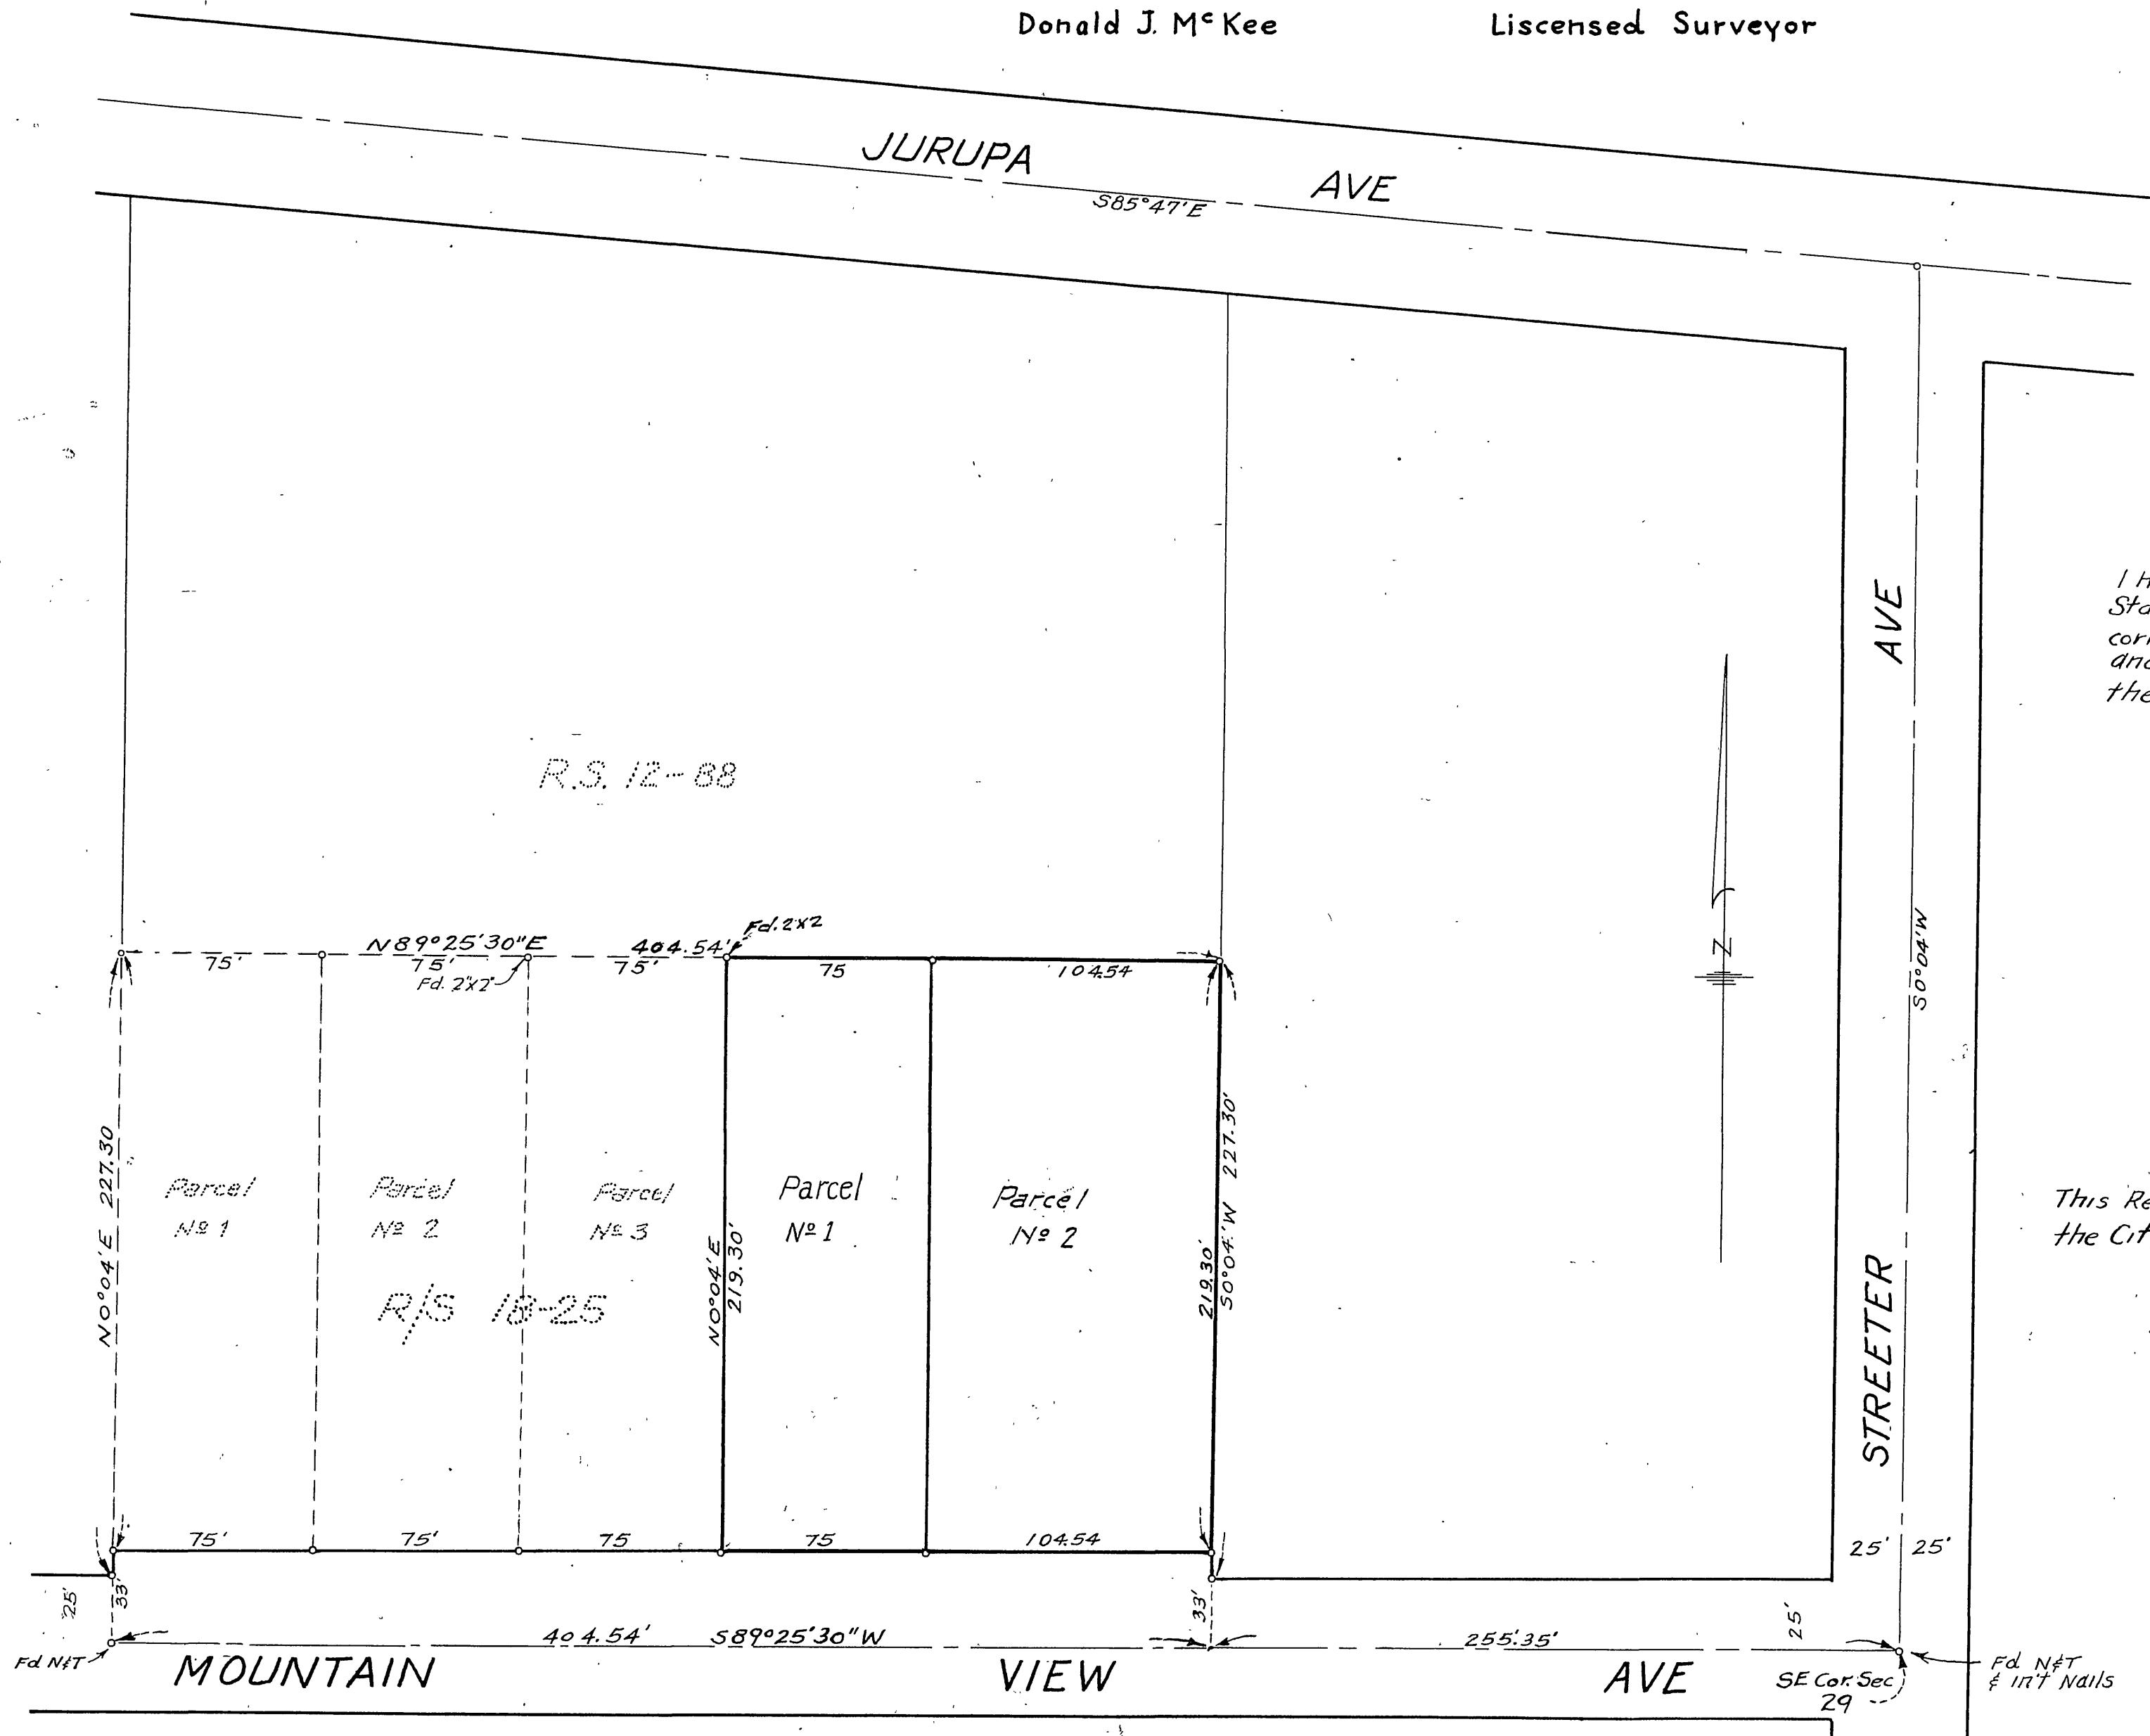 Donald J. McKee Liscensed Surveyor
JURUPA AVE
S85°47'E
AVE
STREETER
S0°04'W
R.S. 12-88
Fd. 2x2
N89°25'30"E 404.54'
75' 75' 75' 75 104.54
Fd. 2"x2"
Z
N0°04'E 227.30
Parcel
Nº 1
Parcel
Nº 2
Parcel
Nº 3
Parcel
Nº 1
Parcel
Nº 2
R/S 18-25
N0°04'E
219.30'
219.30'
S0°04'W 227.30'
the
This Re
the Cit
75' 75' 75 75 104.54
25' 25'
25'
33'
33'
25'
404.54' S89°25'30"W 255.35'
Fd N&T
MOUNTAIN VIEW AVE
SE Cor. Sec
29
Fd N&T
& Int Nails